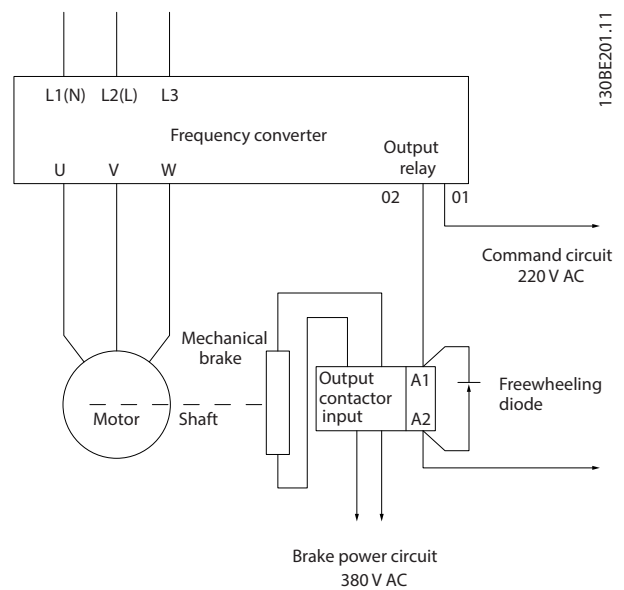 130BE201.11
L1(N) L2(L) L3
Frequency converter
Output
relay
U V W
02 01
Command circuit
220 V AC
Mechanical
brake
Output
contactor
input
A1
A2
Freewheeling
diode
Motor
Shaft
Brake power circuit
380 V AC